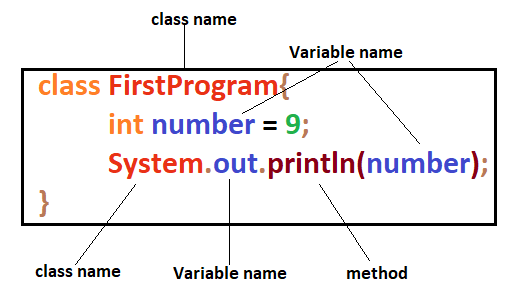 class name
Variable name
class FirstProgram{
int number = 9;
System.out.println(number);
}
class name
Variable name
method